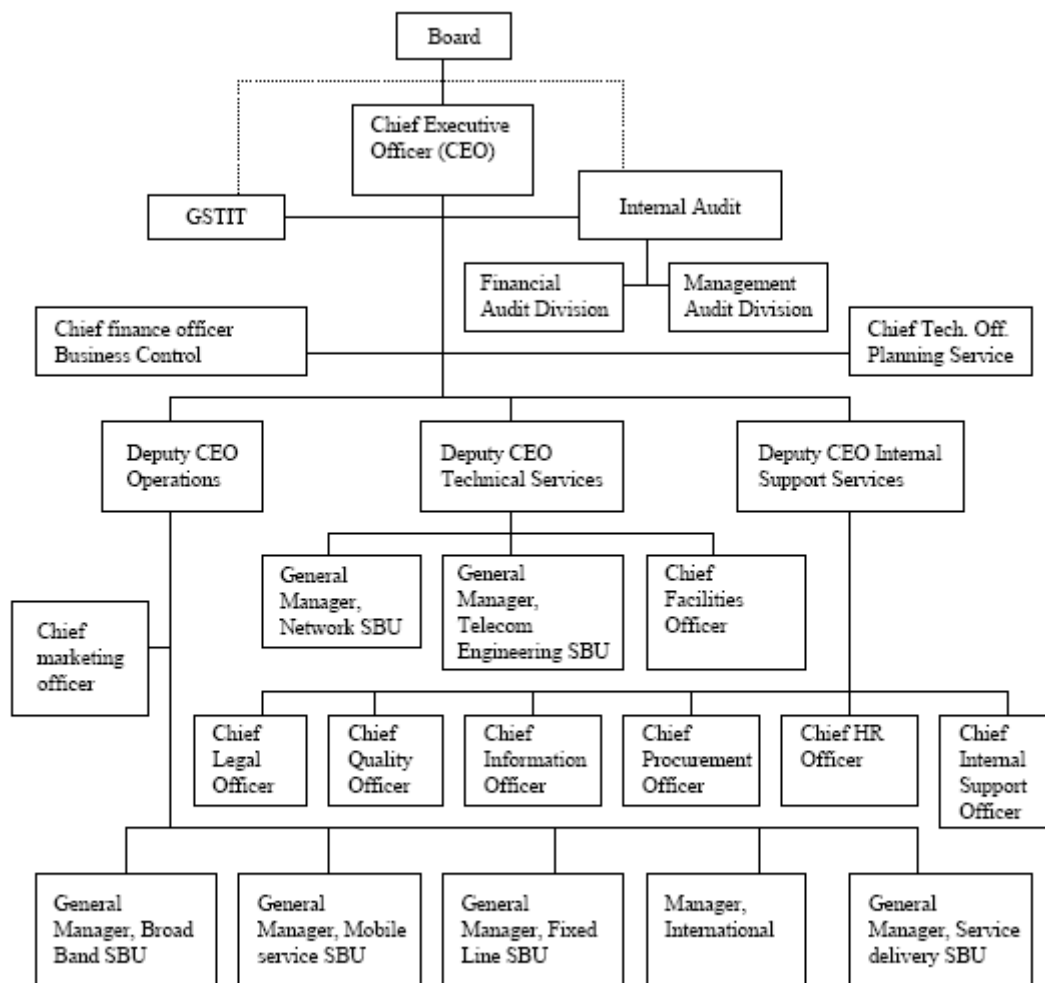 Board
Chief Executive
Officer (CEO)
GSTIT
Internal Audit
Financial
Audit Division
Management
Audit Division
Chief finance officer
Business Control
Chief Tech. Off.
Planning Service
Deputy CEO
Operations
Deputy CEO
Technical Services
Deputy CEO Internal
Support Services
General
Manager,
Network SBU
General
Manager,
Telecom
Engineering SBU
Chief
Facilities
Officer
Chief
marketing
officer
Chief
Legal
Officer
Chief
Quality
Officer
Chief
Information
Officer
Chief
Procurement
Officer
Chief HR
Officer
Chief
Internal
Support
Officer
General
Manager, Broad
Band SBU
General
Manager, Mobile
service SBU
General
Manager, Fixed
Line SBU
Manager,
International
General
Manager, Service
delivery SBU